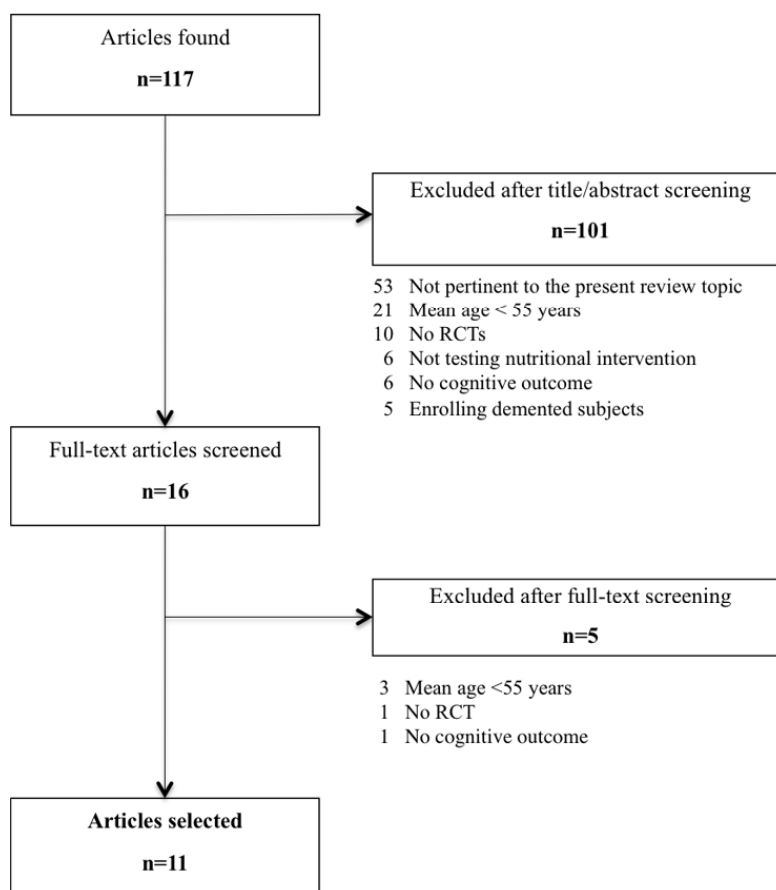 Articles found
n=117
Excluded after title/abstract screening
n=101
53 Not pertinent to the present review topic
21 Mean age < 55 years
10 No RCTs
6 Not testing nutritional intervention
6 No cognitive outcome
5 Enrolling demented subjects
Full-text articles screened
n=16
Excluded after full-text screening
n=5
3 Mean age <55 years
1 No RCT
1 No cognitive outcome
Articles selected
n=11